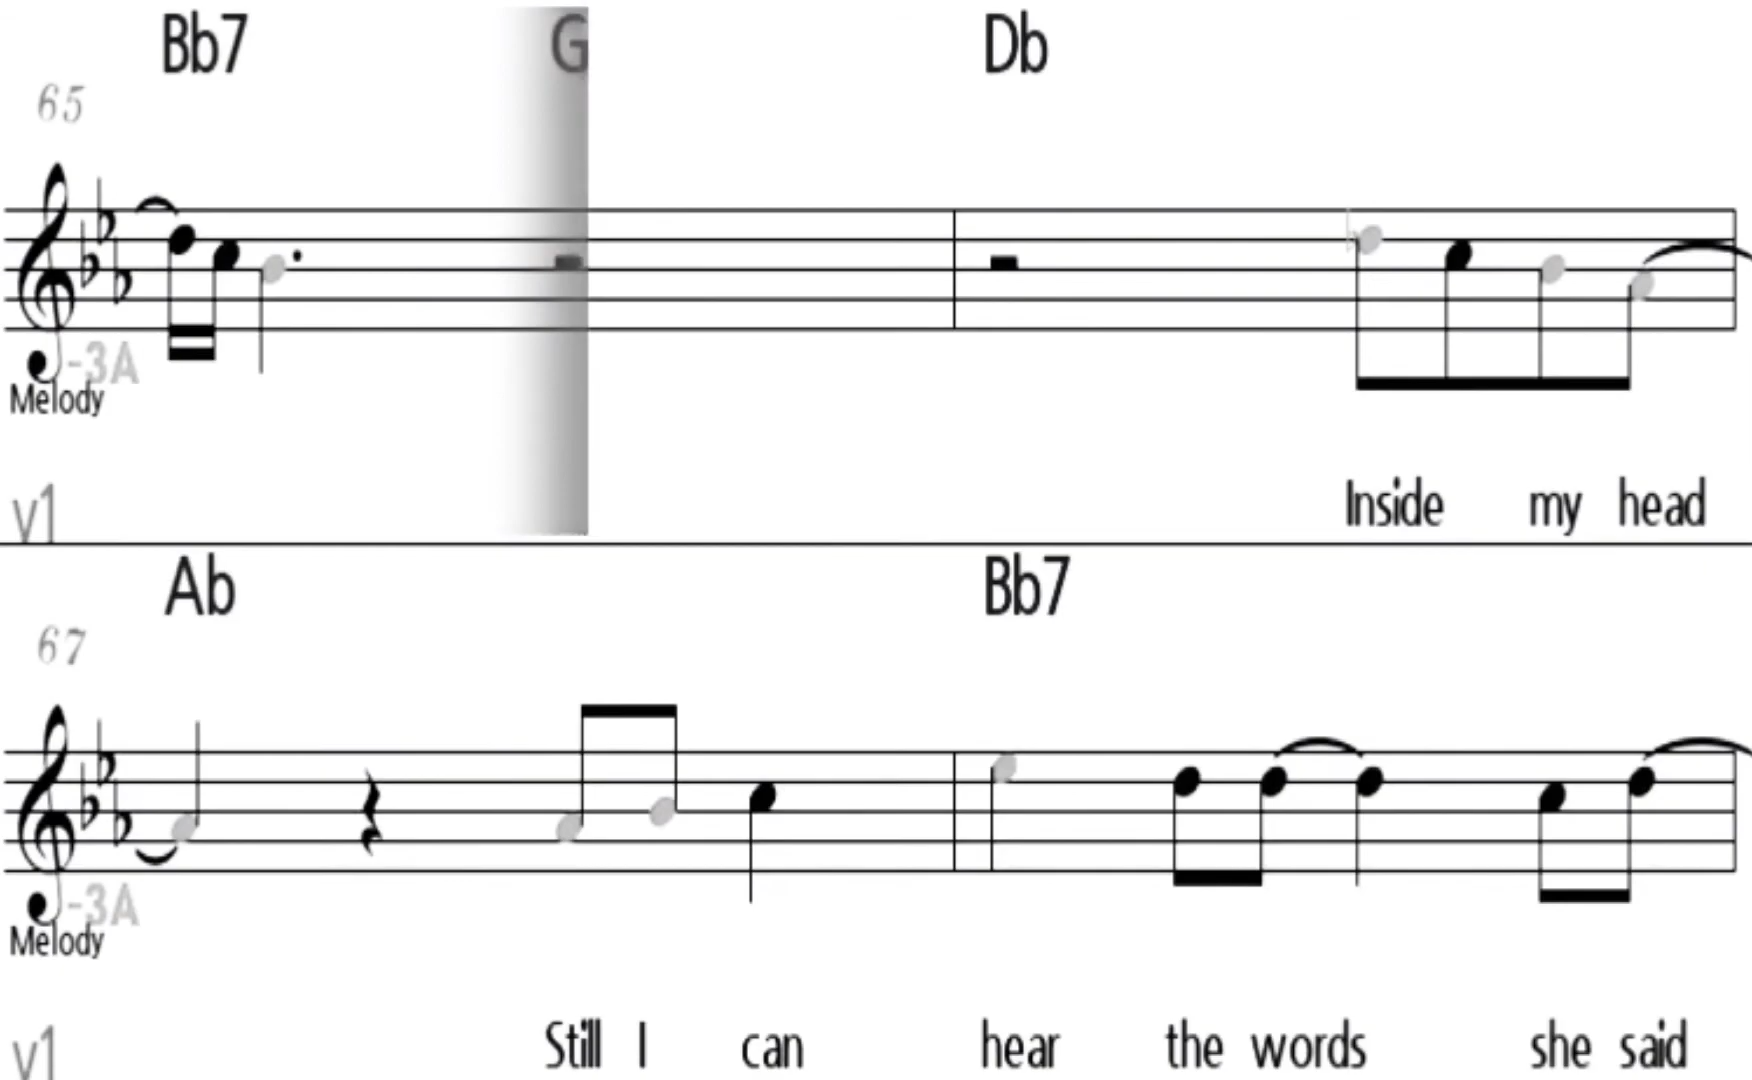 Bb7 G Db
65
-3A
Melody
v1 Inside my head
Ab Bb7
67
-3A
Melody
v1 Still I can hear the words she said